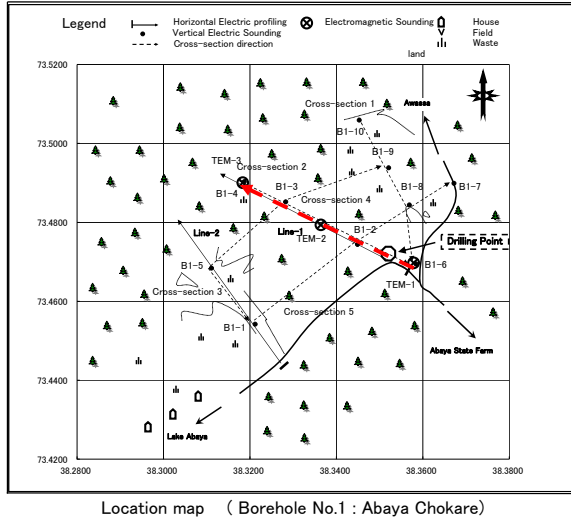 Legend
Horizontal Electric profiling
Electromagnetic Sounding
House
Vertical Electric Sounding
Field
Cross-section direction
Waste
land
73.5200
Cross-section 1
Awassa
73.5000
B1-10
TEM-3
Cross-section 2
B1-9
B1-4
B1-3
Cross-section 4
B1-8
B1-7
73.4800
Line-2
Line-1
TEM-2
B1-2
Drilling Point
B1-5
B1-6
73.4600
Cross-section 3
TEM-1
B1-1
Cross-section 5
Abaya State Farm
73.4400
Lake Abaya
73.4200
38.2800 38.3000 38.3200 38.3400 38.3600 38.3800
Location map ( Borehole No.1 : Abaya Chokare)